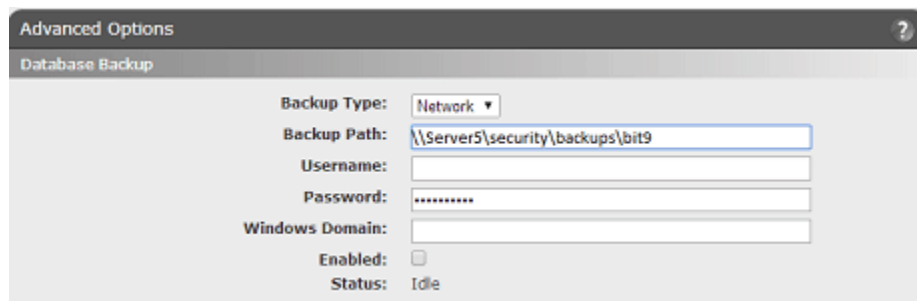 Advanced Options ?
Database Backup
Backup Type: Network ▼
Backup Path: \\Server5\security\backups\bit9
Username:
Password: ••••••••••
Windows Domain:
Enabled:
Status: Idle